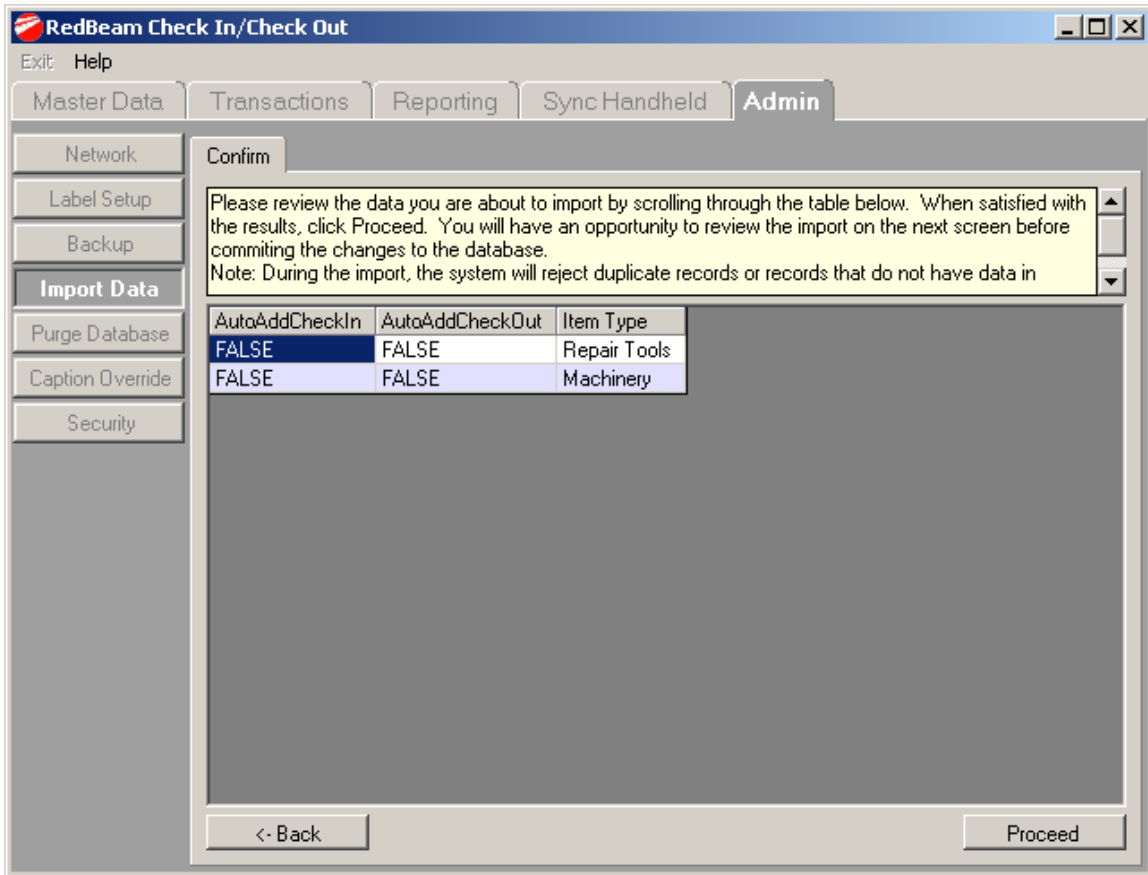 RedBeam Check In/Check Out
Exit Help
Master Data Transactions Reporting Sync Handheld Admin
Network
Label Setup
Backup
Import Data
Purge Database
Caption Override
Security
Confirm
Please review the data you are about to import by scrolling through the table below. When satisfied with
the results, click Proceed. You will have an opportunity to review the import on the next screen before
commiting the changes to the database.
Note: During the import, the system will reject duplicate records or records that do not have data in
AutoAddCheckIn AutoAddCheckOut Item Type
FALSE FALSE Repair Tools
FALSE FALSE Machinery
<- Back Proceed